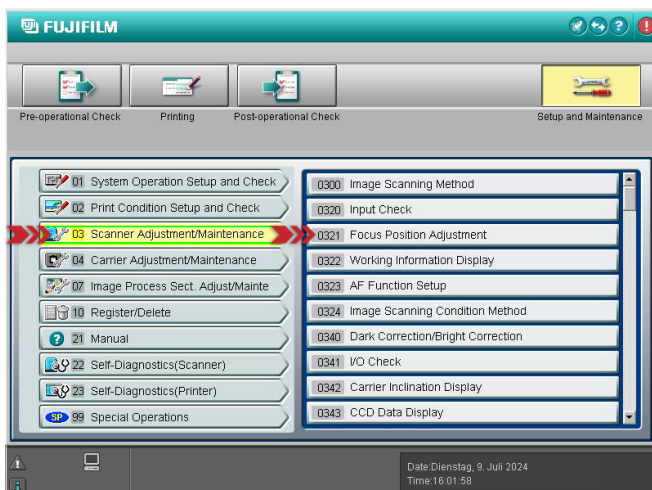 FUJIFILM
Pre-operational Check
Printing
Post-operational Check
Setup and Maintenance
01 System Operation Setup and Check
02 Print Condition Setup and Check
03 Scanner Adjustment/Maintenance
04 Carrier Adjustment/Maintenance
07 Image Process Sect. Adjust/Mainte
10 Register/Delete
21 Manual
22 Self-Diagnostics(Scanner)
23 Self-Diagnostics(Printer)
SP 99 Special Operations
0300 Image Scanning Method
0320 Input Check
0321 Focus Position Adjustment
0322 Working Information Display
0323 AF Function Setup
0324 Image Scanning Condition Method
0340 Dark Correction/Bright Correction
0341 I/O Check
0342 Carrier Inclination Display
0343 CCD Data Display
Date:Dienstag, 9. Juli 2024
Time:16:01:58